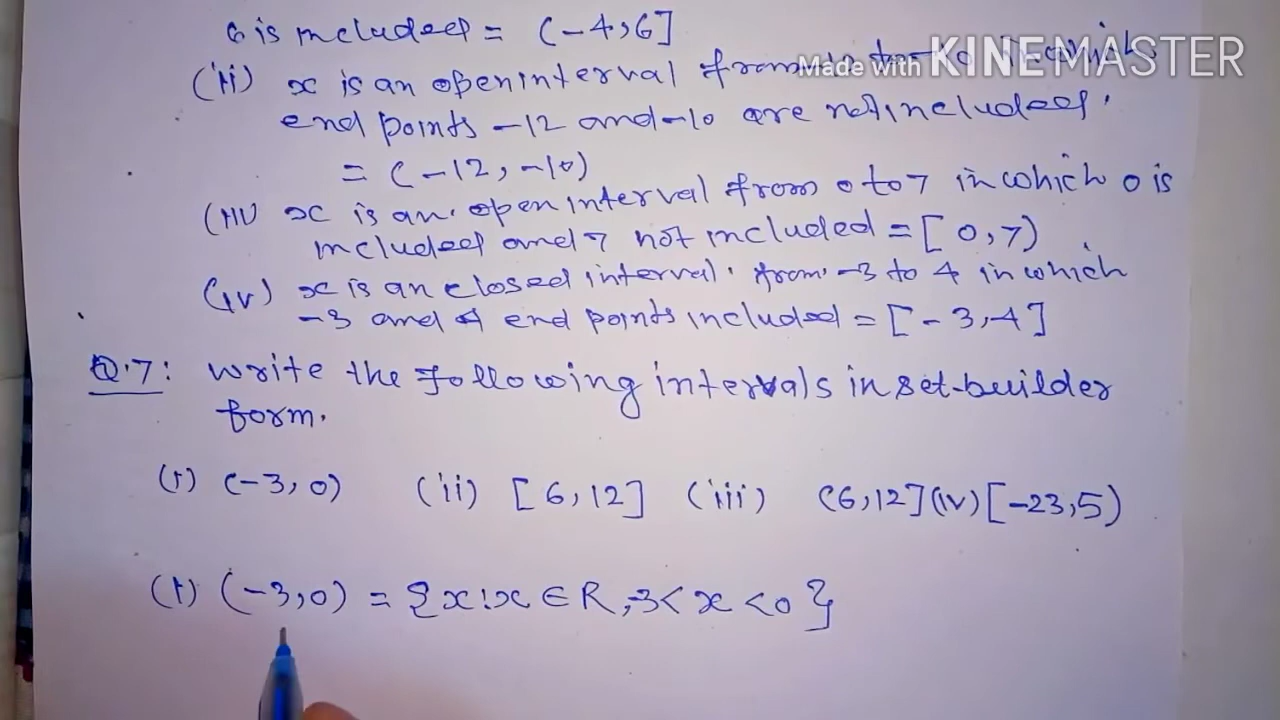 6 is included = (-4,6]
Made with KINEMASTER
(ii) x is an open interval from
end points -12 and -10 are not included.
= (-12, -10)
(iii) x is an open interval from 0 to 7 in which 0 is
included and 7 not included = [0,7)
(iv) x is an closed interval from -3 to 4 in which
-3 and 4 end points included = [-3,4]
Q.7: Write the following intervals in set-builder
form.
(i) (-3,0) (ii) [6,12] (iii) (6,12] (iv) [-23,5)
(i) (-3,0) = {x:x ∈ R, -3 < x < 0}